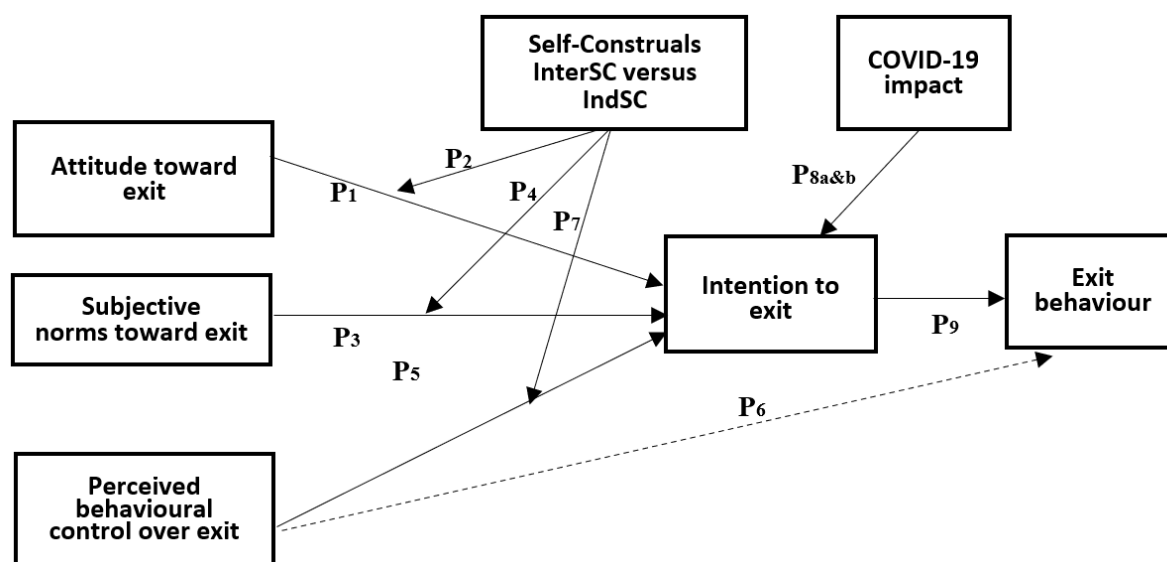 Self-Construals
InterSC versus
IndSC
COVID-19
impact
Attitude toward
exit
P2
P1
P4
P8a&b
P7
Subjective
norms toward exit
Intention to
exit
Exit
behaviour
P3
P9
P5
P6
Perceived
behavioural
control over exit